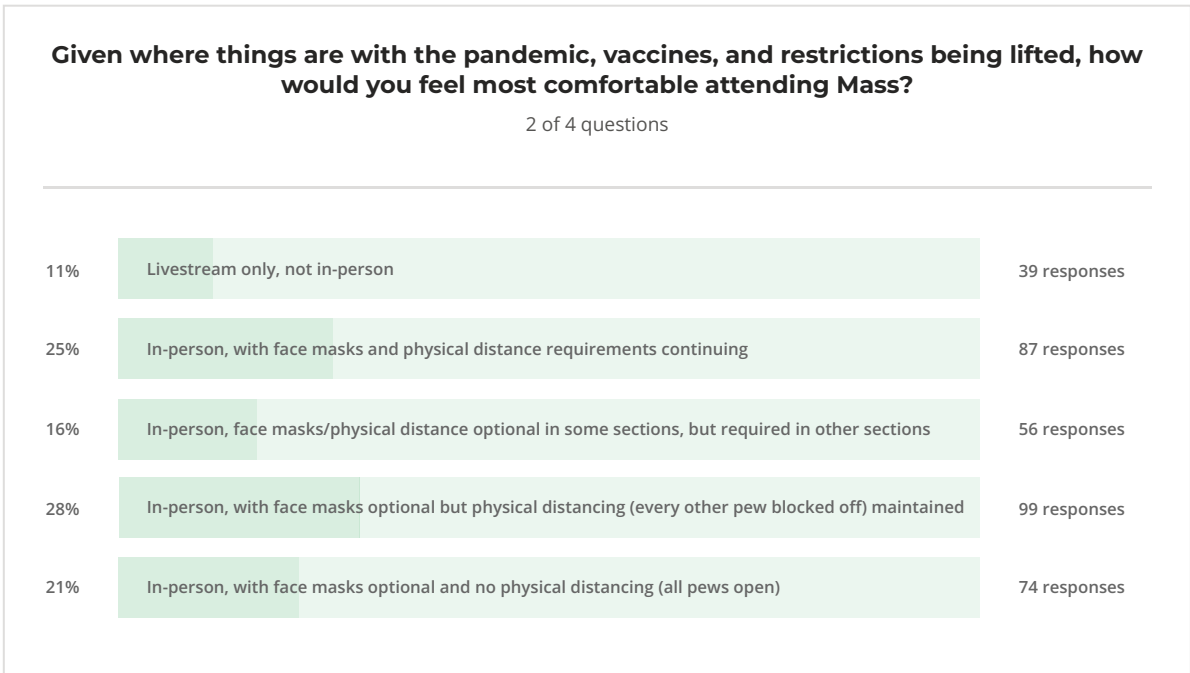 Given where things are with the pandemic, vaccines, and restrictions being lifted, how
would you feel most comfortable attending Mass?
2 of 4 questions
11% Livestream only, not in-person 39 responses
25% In-person, with face masks and physical distance requirements continuing 87 responses
16% In-person, face masks/physical distance optional in some sections, but required in other sections 56 responses
28% In-person, with face masks optional but physical distancing (every other pew blocked off) maintained 99 responses
21% In-person, with face masks optional and no physical distancing (all pews open) 74 responses